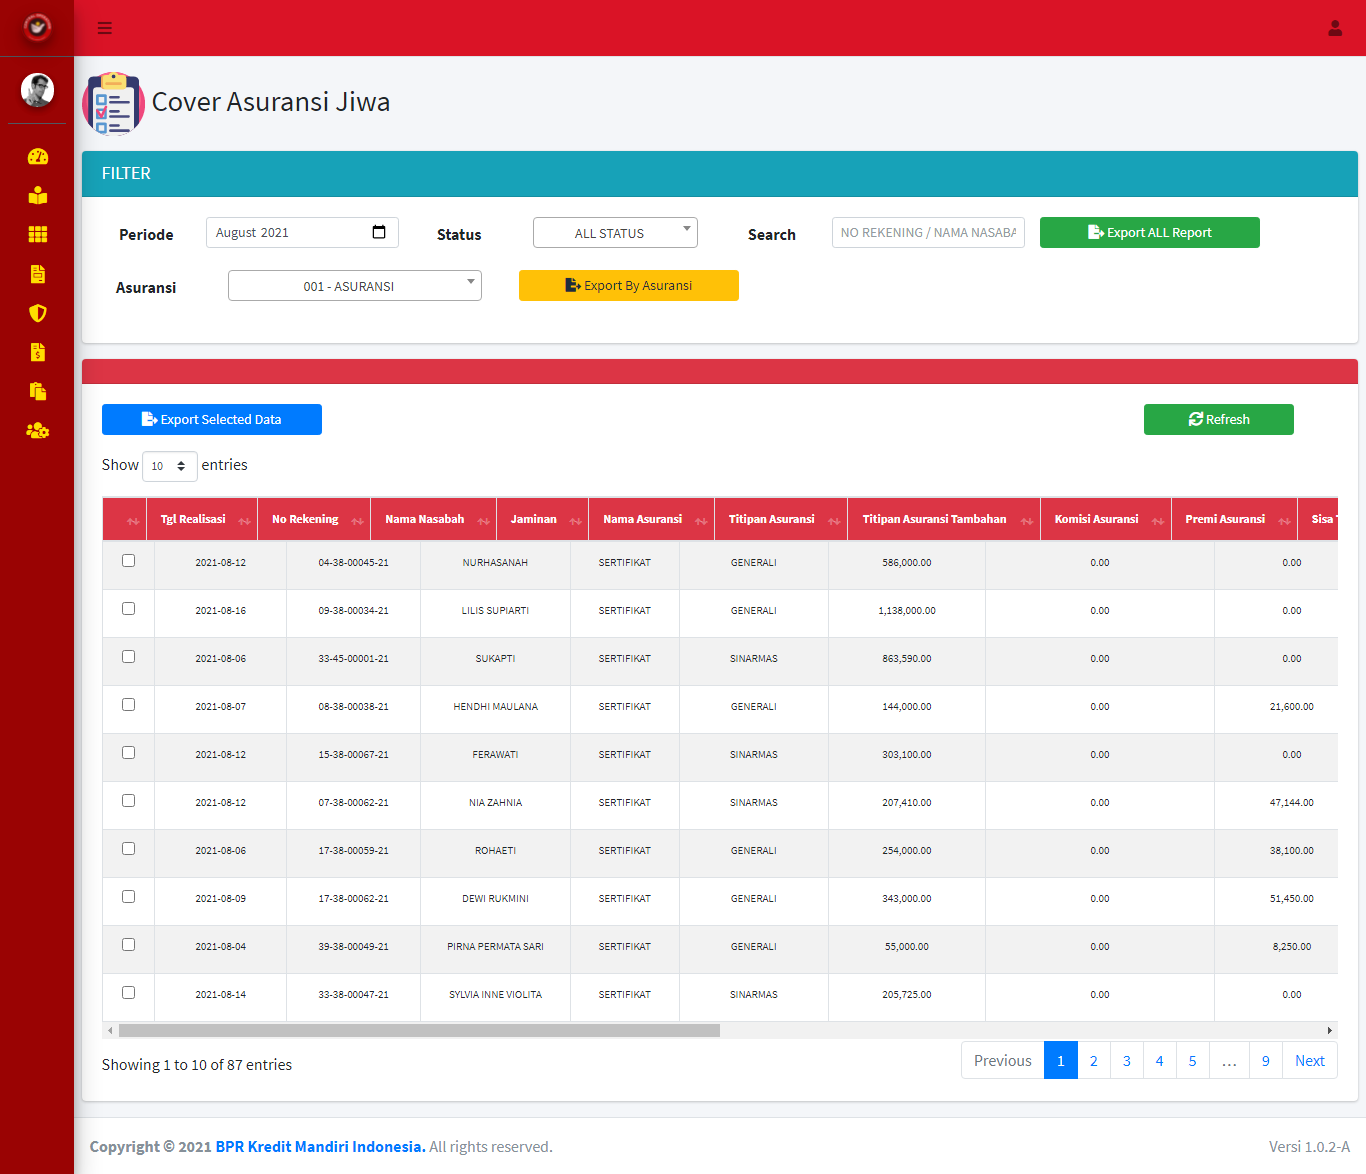 Cover Asuransi Jiwa
FILTER
Periode August 2021 Status ALL STATUS Search NO REKENING / NAMA NASABA Export ALL Report
Asuransi 001 - ASURANSI Export By Asuransi
Export Selected Data Refresh
Show 10 entries
Tgl Realisasi No Rekening Nama Nasabah Jaminan Nama Asuransi Titipan Asuransi Titipan Asuransi Tambahan Komisi Asuransi Premi Asuransi Sisa
2021-08-12 04-38-00045-21 NURHASANAH SERTIFIKAT GENERALI 586,000.00 0.00 0.00
2021-08-16 09-38-00034-21 LILIS SUPIARTI SERTIFIKAT GENERALI 1,138,000.00 0.00 0.00
2021-08-06 33-45-00001-21 SUKAPTI SERTIFIKAT SINARMAS 863,590.00 0.00 0.00
2021-08-07 08-38-00038-21 HENDHI MAULANA SERTIFIKAT GENERALI 144,000.00 0.00 21,600.00
2021-08-12 15-38-00067-21 FERAWATI SERTIFIKAT SINARMAS 303,100.00 0.00 0.00
2021-08-12 07-38-00062-21 NIA ZAHNIA SERTIFIKAT SINARMAS 207,410.00 0.00 47,144.00
2021-08-06 17-38-00059-21 ROHAETI SERTIFIKAT GENERALI 254,000.00 0.00 38,100.00
2021-08-09 17-38-00062-21 DEWI RUKMINI SERTIFIKAT GENERALI 343,000.00 0.00 51,450.00
2021-08-04 39-38-00049-21 PIRNA PERMATA SARI SERTIFIKAT GENERALI 55,000.00 0.00 8,250.00
2021-08-14 33-38-00047-21 SYLVIA INNE VIOLITA SERTIFIKAT SINARMAS 205,725.00 0.00 0.00
Showing 1 to 10 of 87 entries Previous 1 2 3 4 5 … 9 Next
Copyright © 2021 BPR Kredit Mandiri Indonesia. All rights reserved. Versi 1.0.2-A